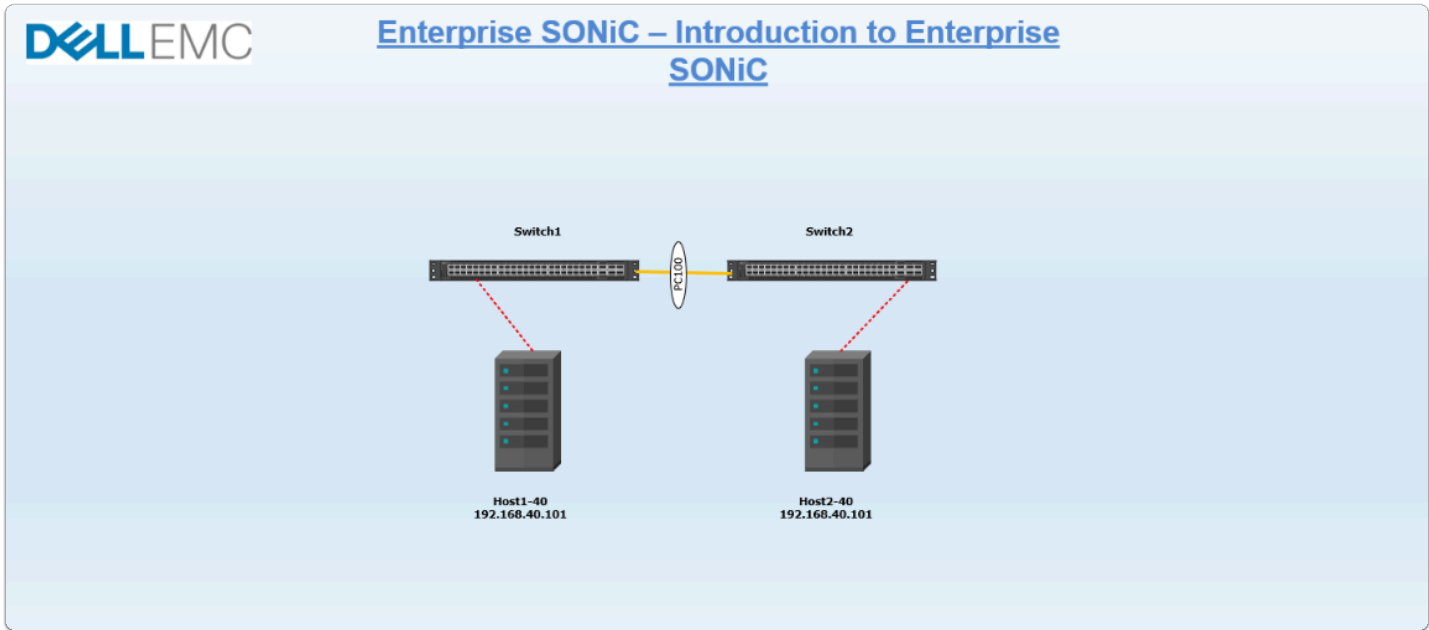 DELLEMC
Enterprise SONiC – Introduction to Enterprise
SONiC
Switch1
Switch2
PC100
Host1-40
192.168.40.101
Host2-40
192.168.40.101